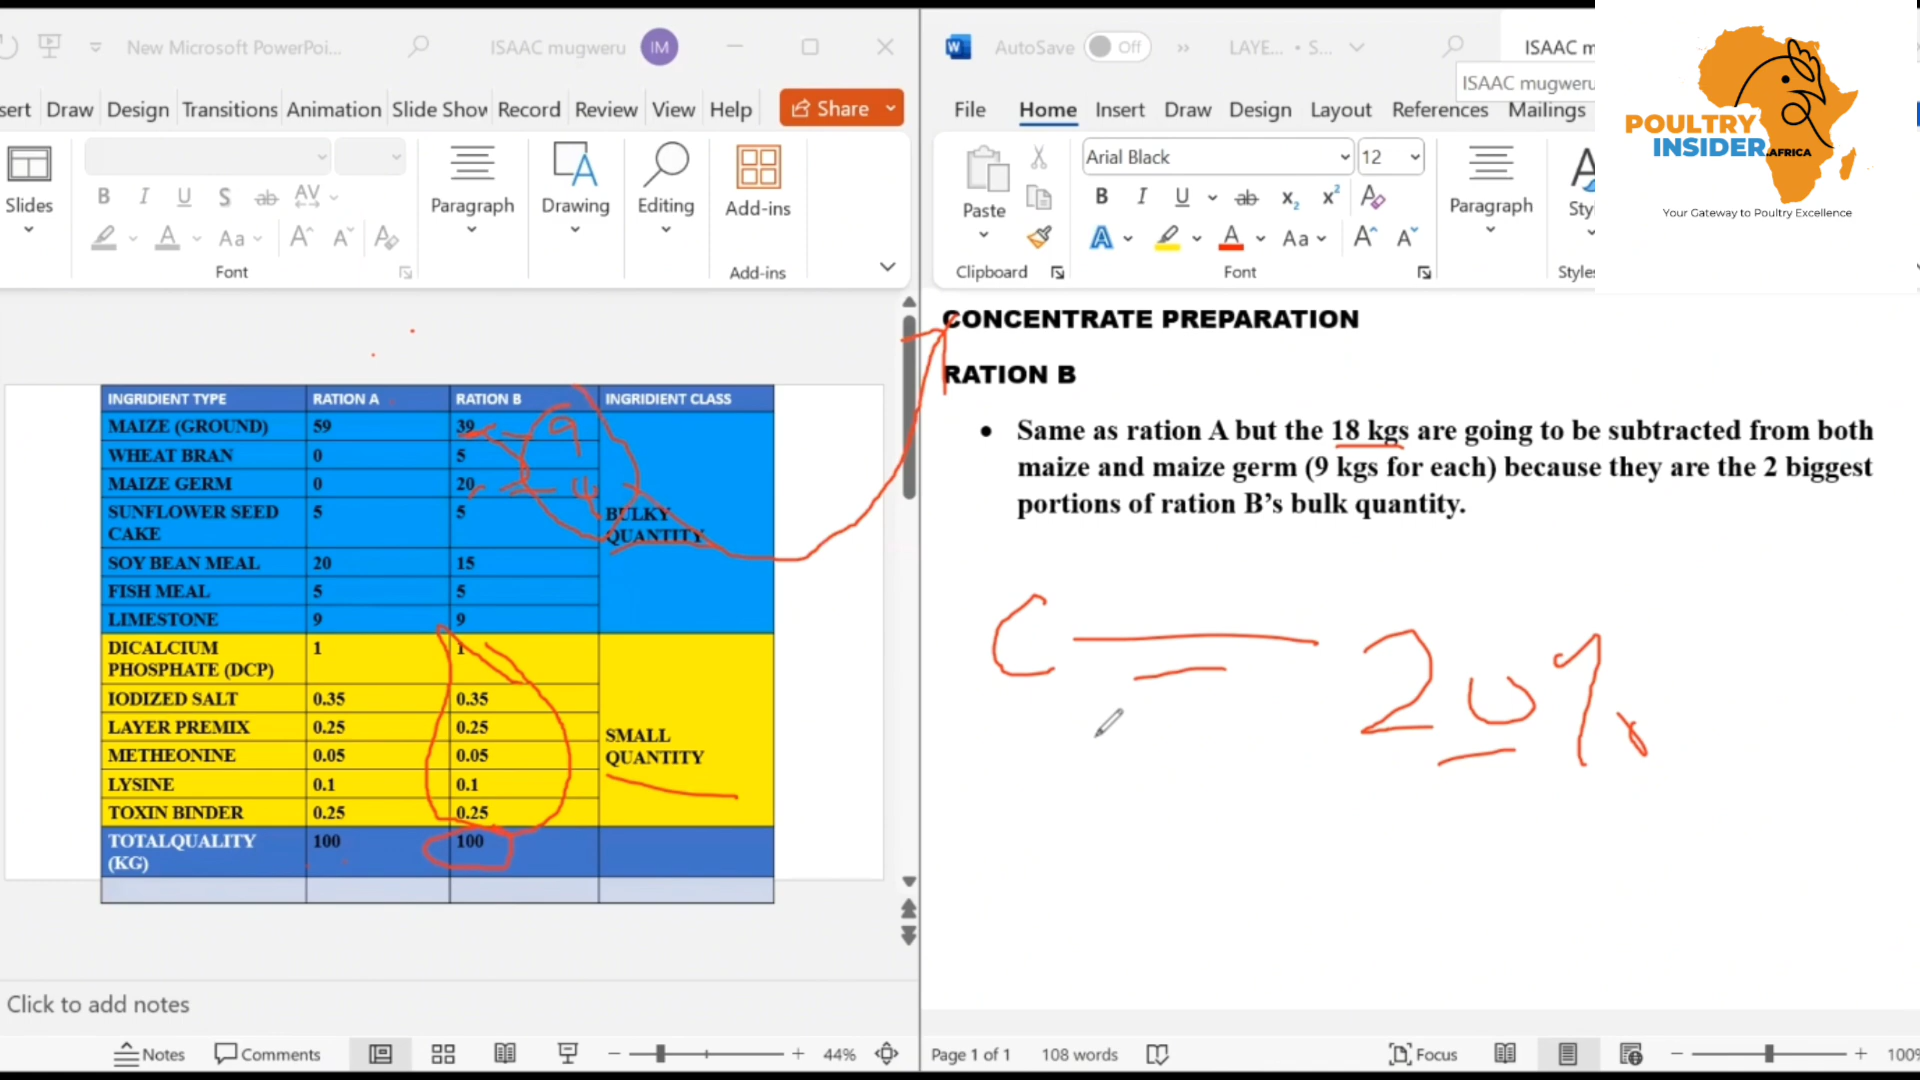 New Microsoft PowerPoi...
ISAAC mugweru
IM
sert Draw Design Transitions Animation Slide Show Record Review View Help Share
Slides
Font
Paragraph
Drawing
Editing
Add-ins
Add-ins
INGRIDIENT TYPE RATION A RATION B INGRIDIENT CLASS
MAIZE (GROUND) 59 39
WHEAT BRAN 0 5
MAIZE GERM 0 20
SUNFLOWER SEED CAKE 5 5
BULKY QUANTITY
SOY BEAN MEAL 20 15
FISH MEAL 5 5
LIMESTONE 9 9
DICALCIUM PHOSPHATE (DCP) 1 1
IODIZED SALT 0.35 0.35
LAYER PREMIX 0.25 0.25
SMALL QUANTITY
METHEONINE 0.05 0.05
LYSINE 0.1 0.1
TOXIN BINDER 0.25 0.25
TOTALQUALITY (KG) 100 100
9
Click to add notes
Notes Comments 44%
AutoSave Off LAYE... • S...
ISAAC m
ISAAC mugweru
File Home Insert Draw Design Layout References Mailings
Arial Black 12
Paste
Clipboard
Font
Paragraph
Styles
CONCENTRATE PREPARATION
RATION B
• Same as ration A but the 18 kgs are going to be subtracted from both
maize and maize germ (9 kgs for each) because they are the 2 biggest
portions of ration B's bulk quantity.
C 20%
Page 1 of 1 108 words Focus 100%
POULTRY
INSIDER.AFRICA
Your Gateway to Poultry Excellence